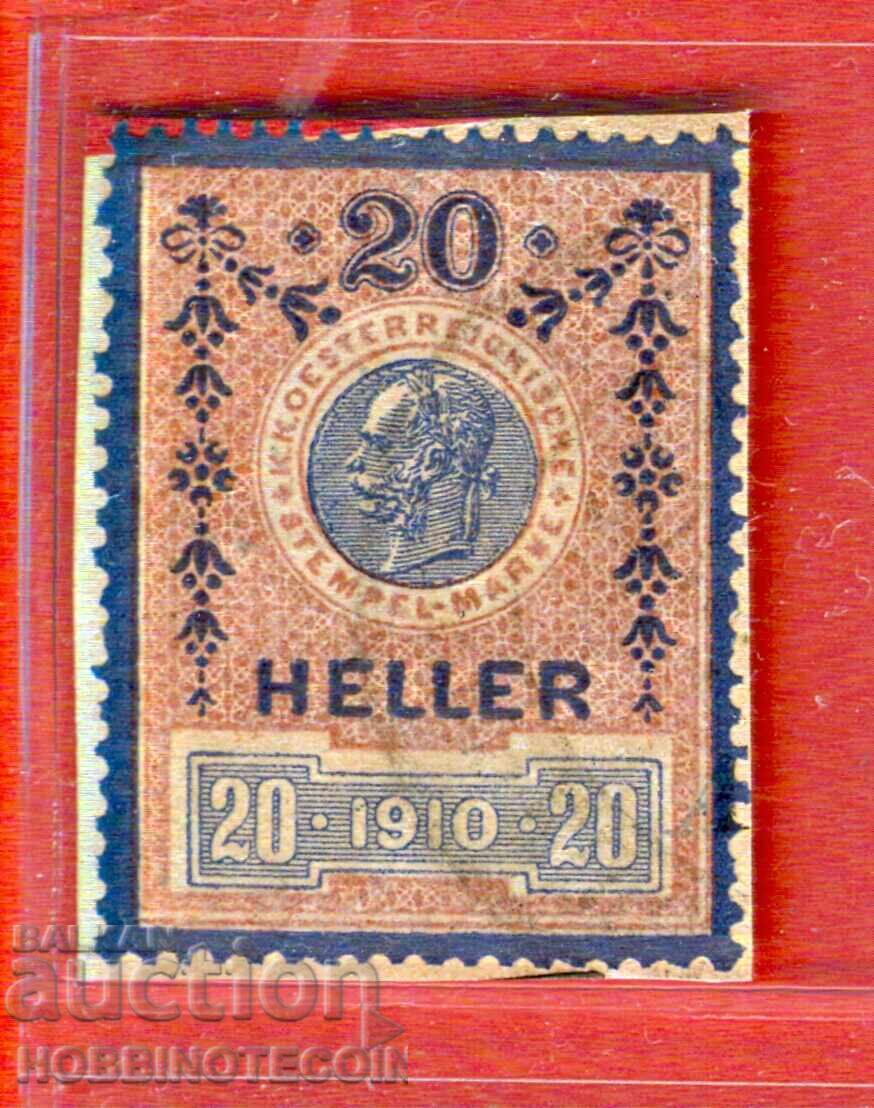 20
K.K. OESTERREICHISCHE
STEMPEL-MARKE
HELLER
20 · 1910 · 20
BALKAN
auction
HOBBINOTECOIN